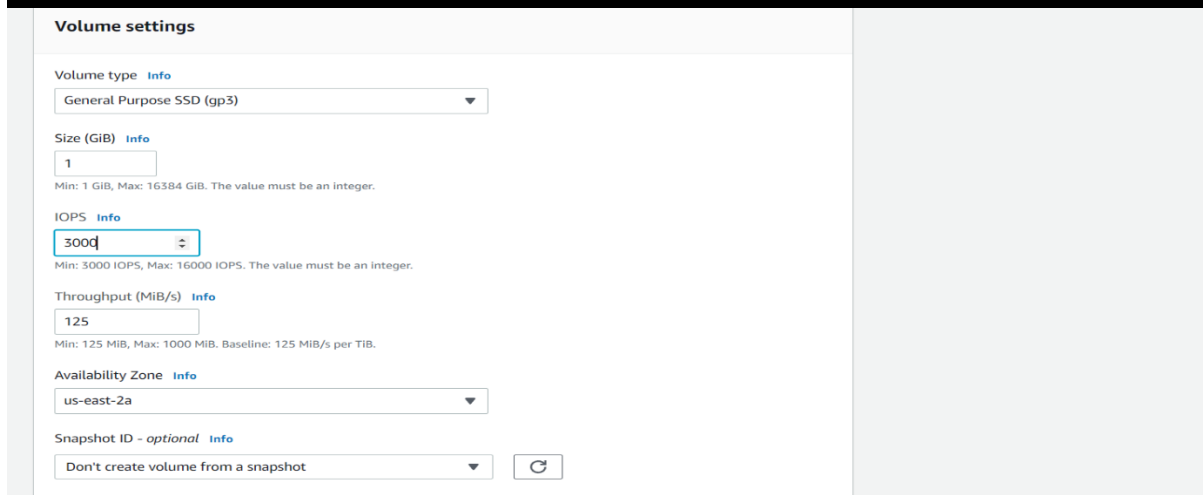 Volume settings
Volume type Info
General Purpose SSD (gp3)
Size (GiB) Info
1
Min: 1 GiB, Max: 16384 GiB. The value must be an integer.
IOPS Info
3000
Min: 3000 IOPS, Max: 16000 IOPS. The value must be an integer.
Throughput (MiB/s) Info
125
Min: 125 MiB, Max: 1000 MiB. Baseline: 125 MiB/s per TiB.
Availability Zone Info
us-east-2a
Snapshot ID - optional Info
Don't create volume from a snapshot